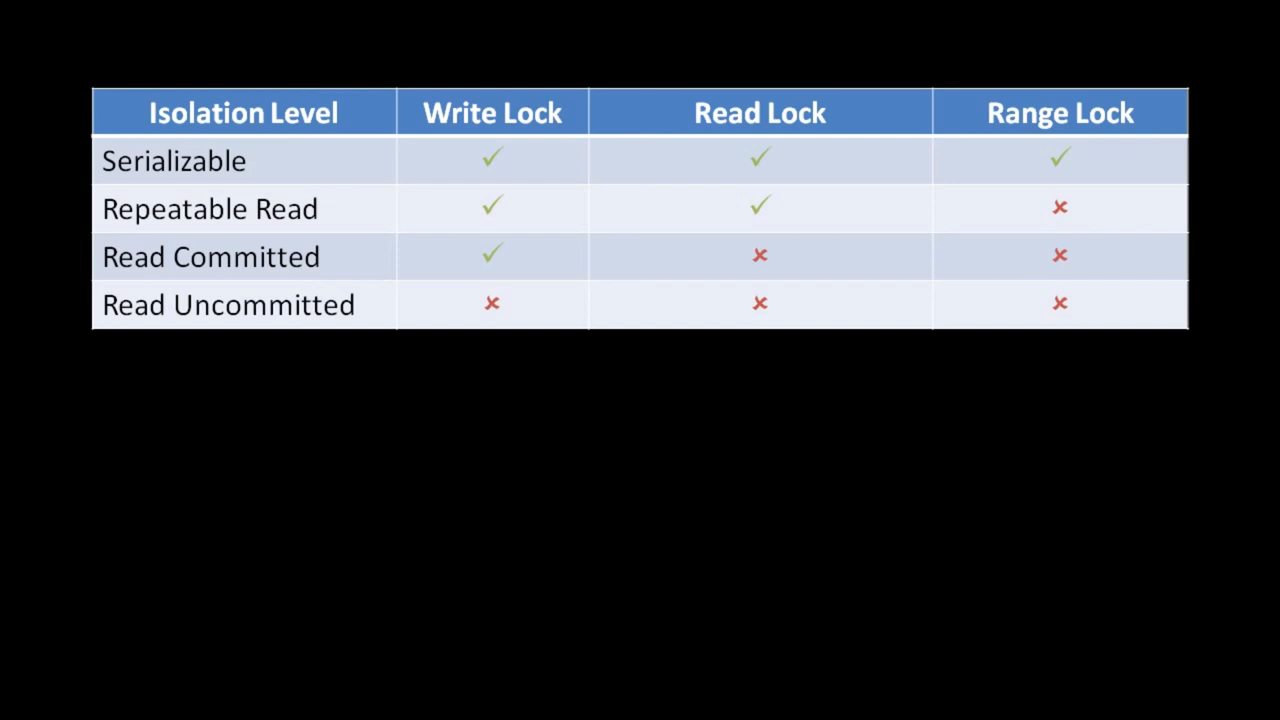 Isolation Level Write Lock Read Lock Range Lock
Serializable ✓ ✓ ✓
Repeatable Read ✓ ✓ ✗
Read Committed ✓ ✗ ✗
Read Uncommitted ✗ ✗ ✗